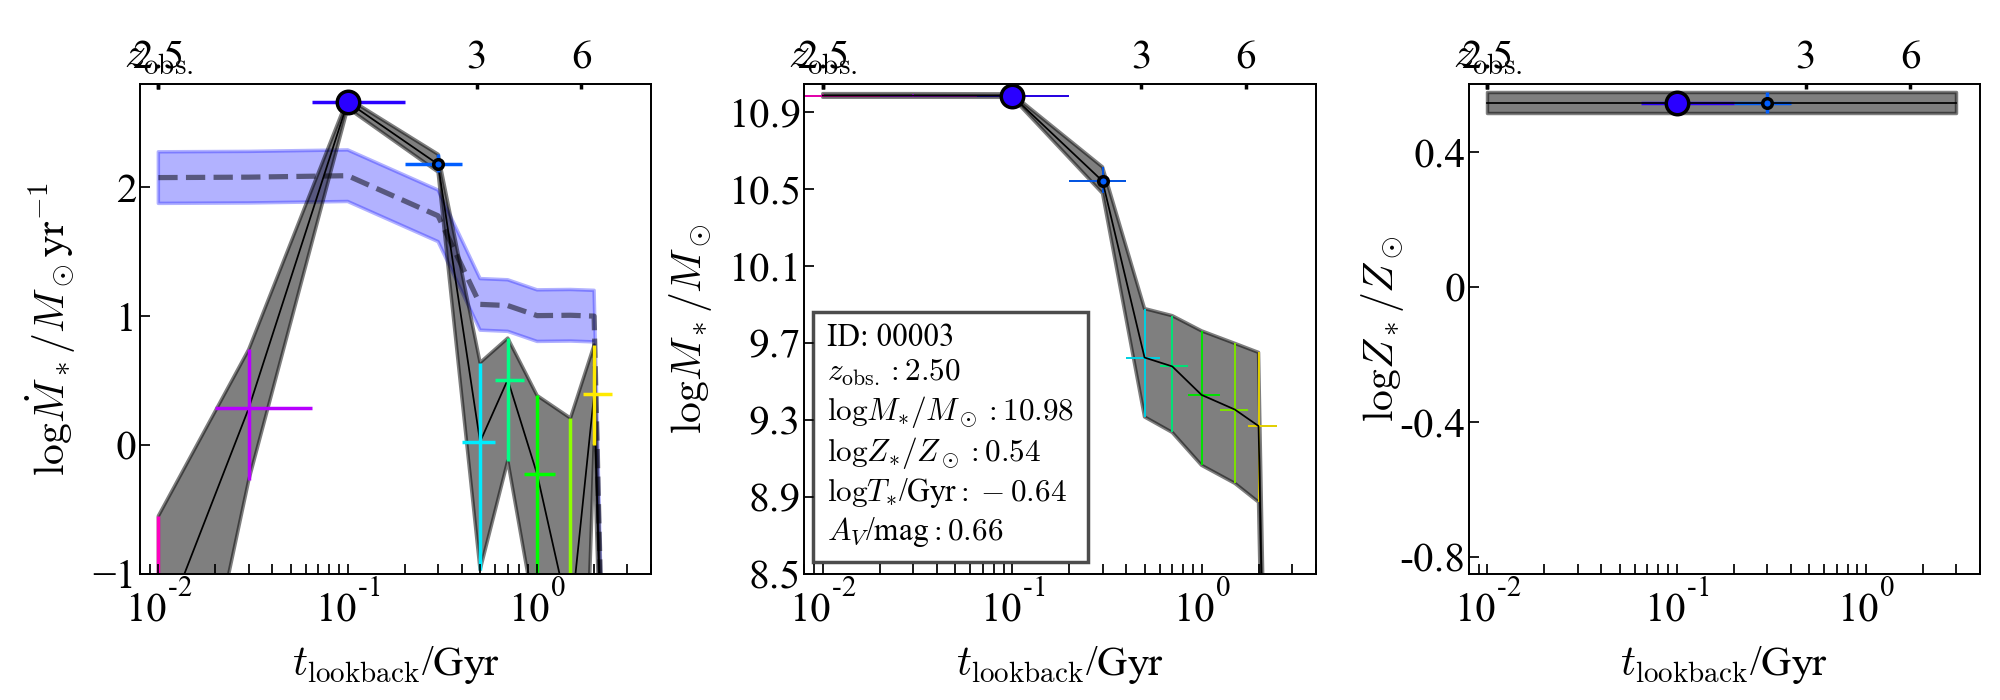 2.5 z_obs. 3 6
2.5 z_obs. 3 6
2.5 z_obs. 3 6
log Ṁ_* / M_⊙ yr^−1
2
1
0
−1
10^-2 10^-1 10^0
t_lookback/Gyr
log M_* / M_⊙
10.9
10.5
10.1
9.7
9.3
8.9
8.5
ID: 00003
z_obs. : 2.50
log M_*/M_⊙ : 10.98
log Z_*/Z_⊙ : 0.54
log T_*/Gyr : −0.64
A_V/mag : 0.66
10^-2 10^-1 10^0
t_lookback/Gyr
log Z_* / Z_⊙
0.4
0
-0.4
-0.8
10^-2 10^-1 10^0
t_lookback/Gyr